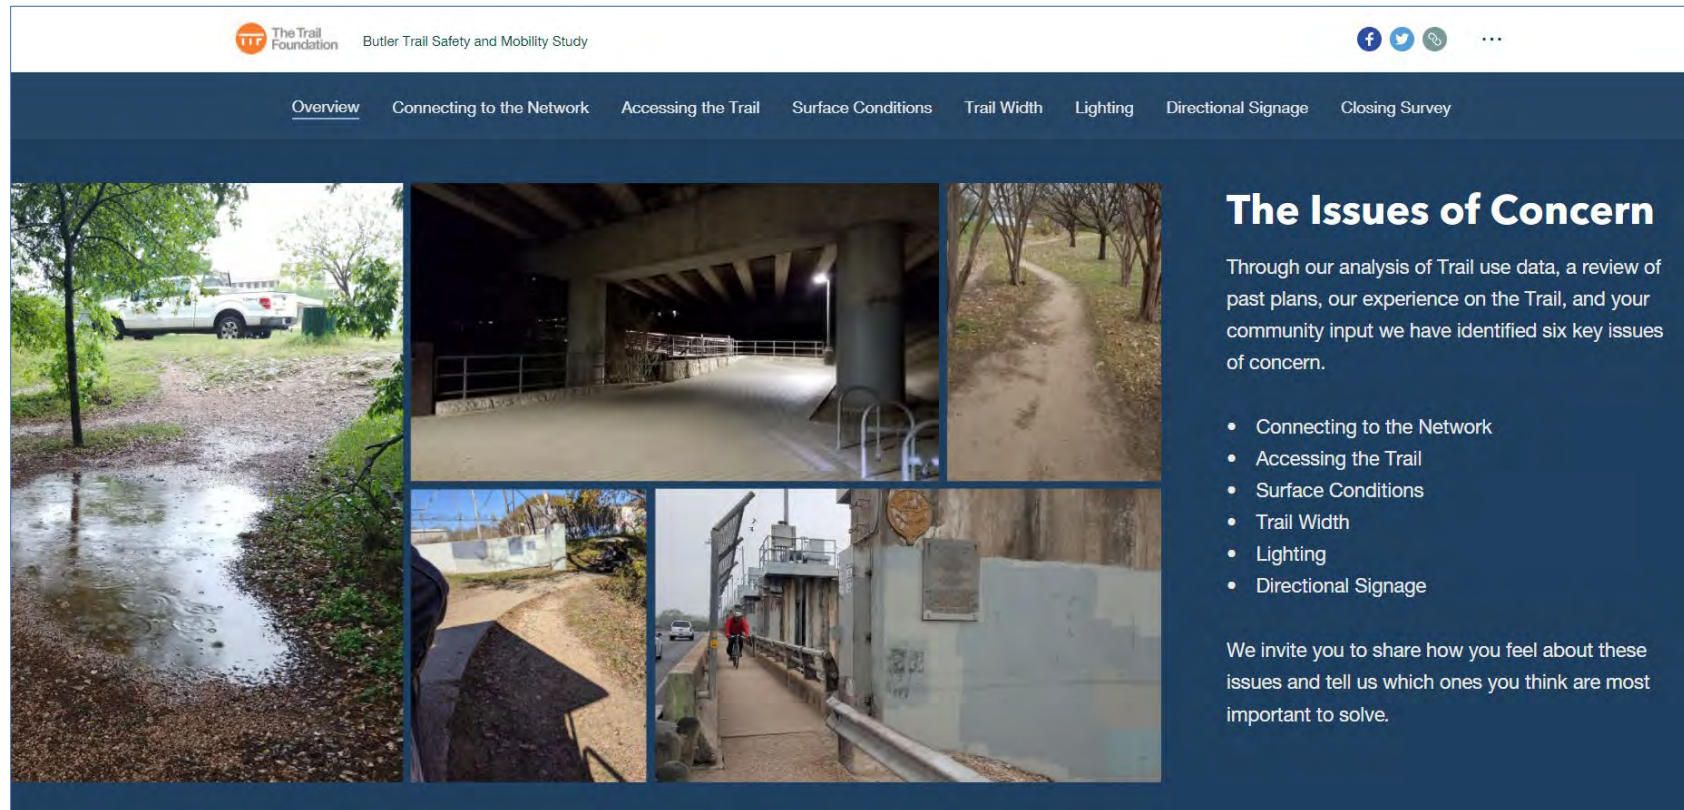 The Trail
Foundation
Butler Trail Safety and Mobility Study
Overview
Connecting to the Network
Accessing the Trail
Surface Conditions
Trail Width
Lighting
Directional Signage
Closing Survey
The Issues of Concern
Through our analysis of Trail use data, a review of
past plans, our experience on the Trail, and your
community input we have identified six key issues
of concern.
• Connecting to the Network
• Accessing the Trail
• Surface Conditions
• Trail Width
• Lighting
• Directional Signage
We invite you to share how you feel about these
issues and tell us which ones you think are most
important to solve.